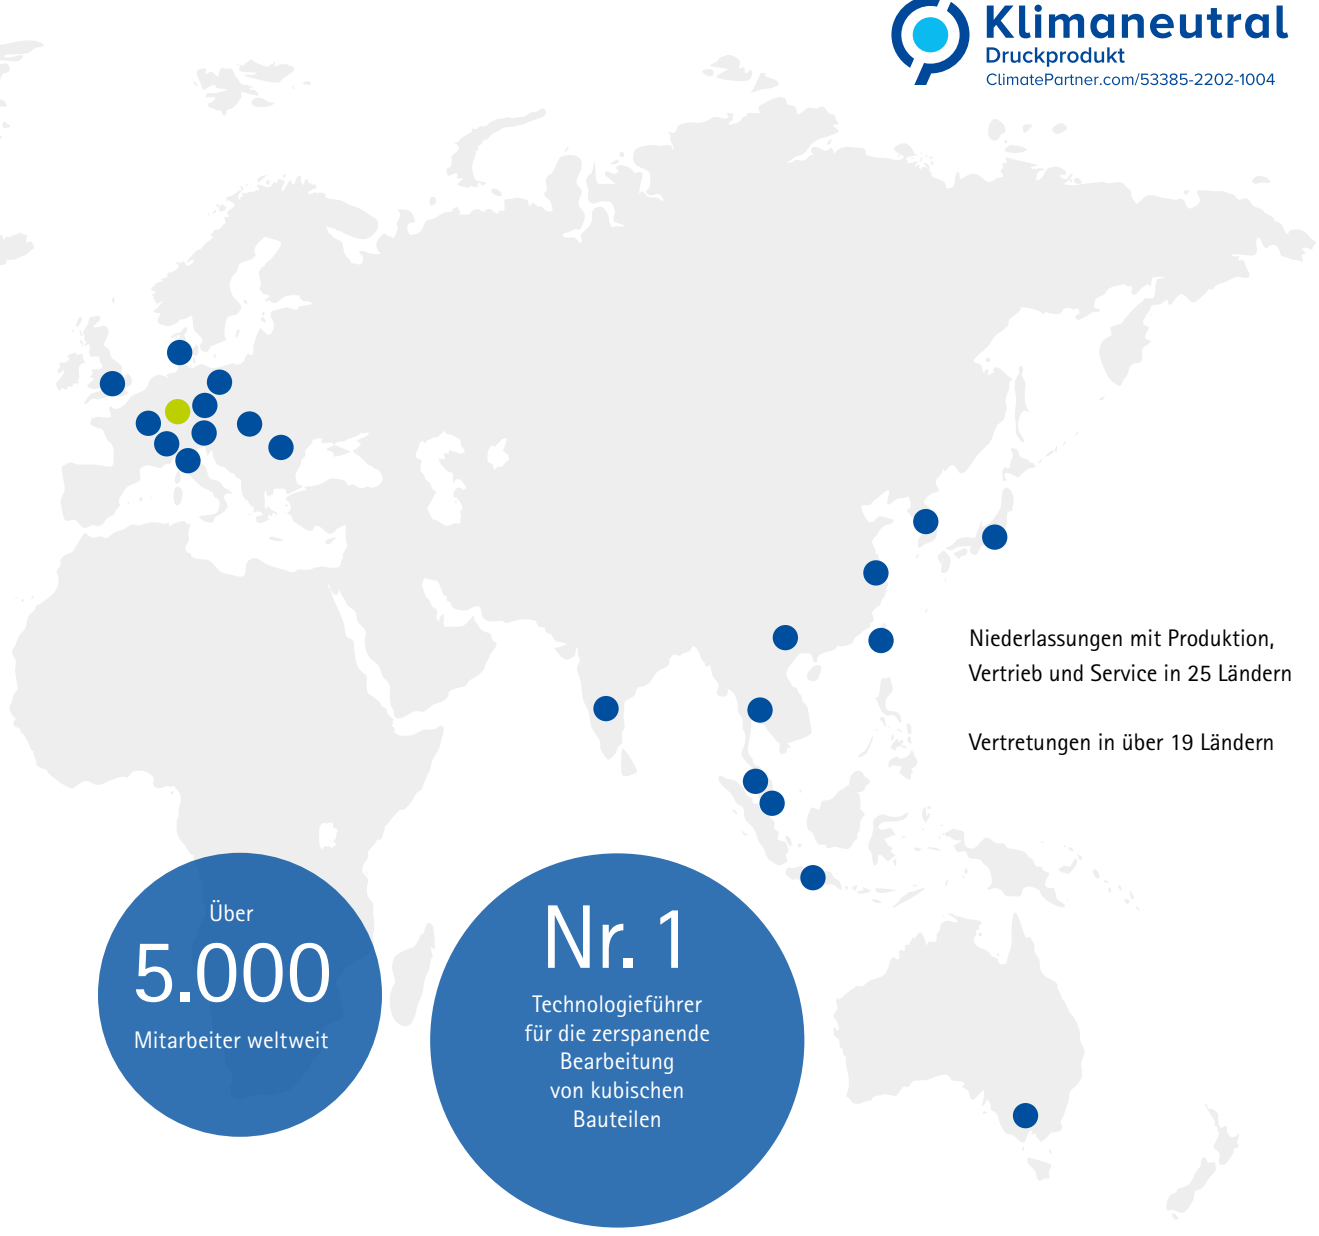 Klimaneutral
Druckprodukt
ClimatePartner.com/53385-2202-1004
Niederlassungen mit Produktion,
Vertrieb und Service in 25 Ländern
Vertretungen in über 19 Ländern
Über
5.000
Mitarbeiter weltweit
Nr. 1
Technologieführer
für die zerspanende
Bearbeitung
von kubischen
Bauteilen